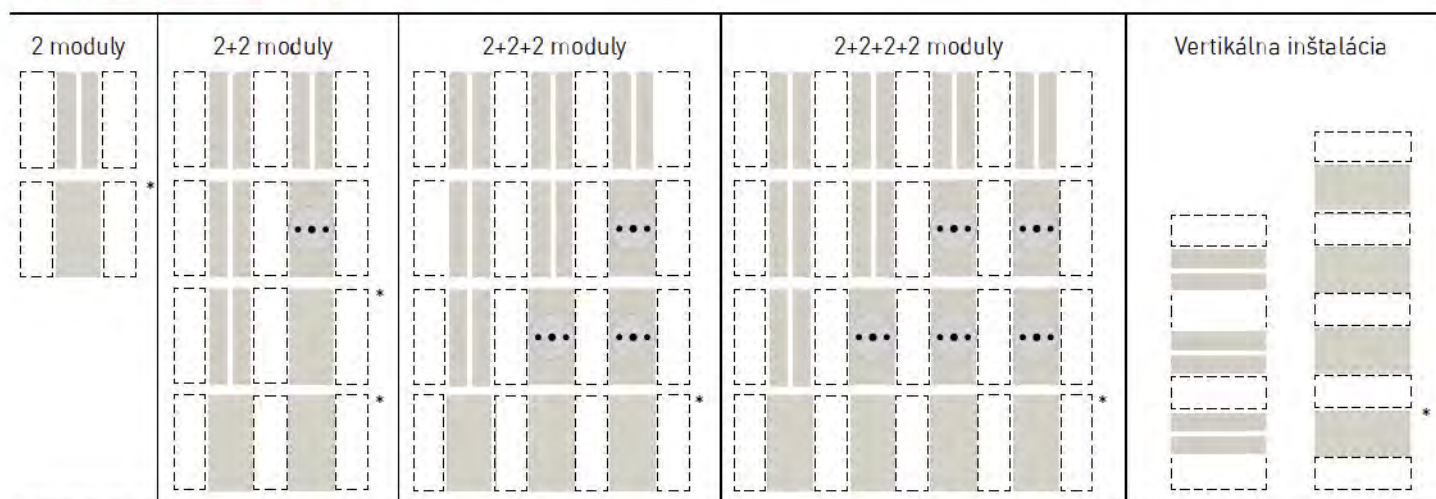 2 moduly
2+2 moduly
2+2+2 moduly
2+2+2+2 moduly
Vertikálna inštalácia
*
*
*
*
*
*